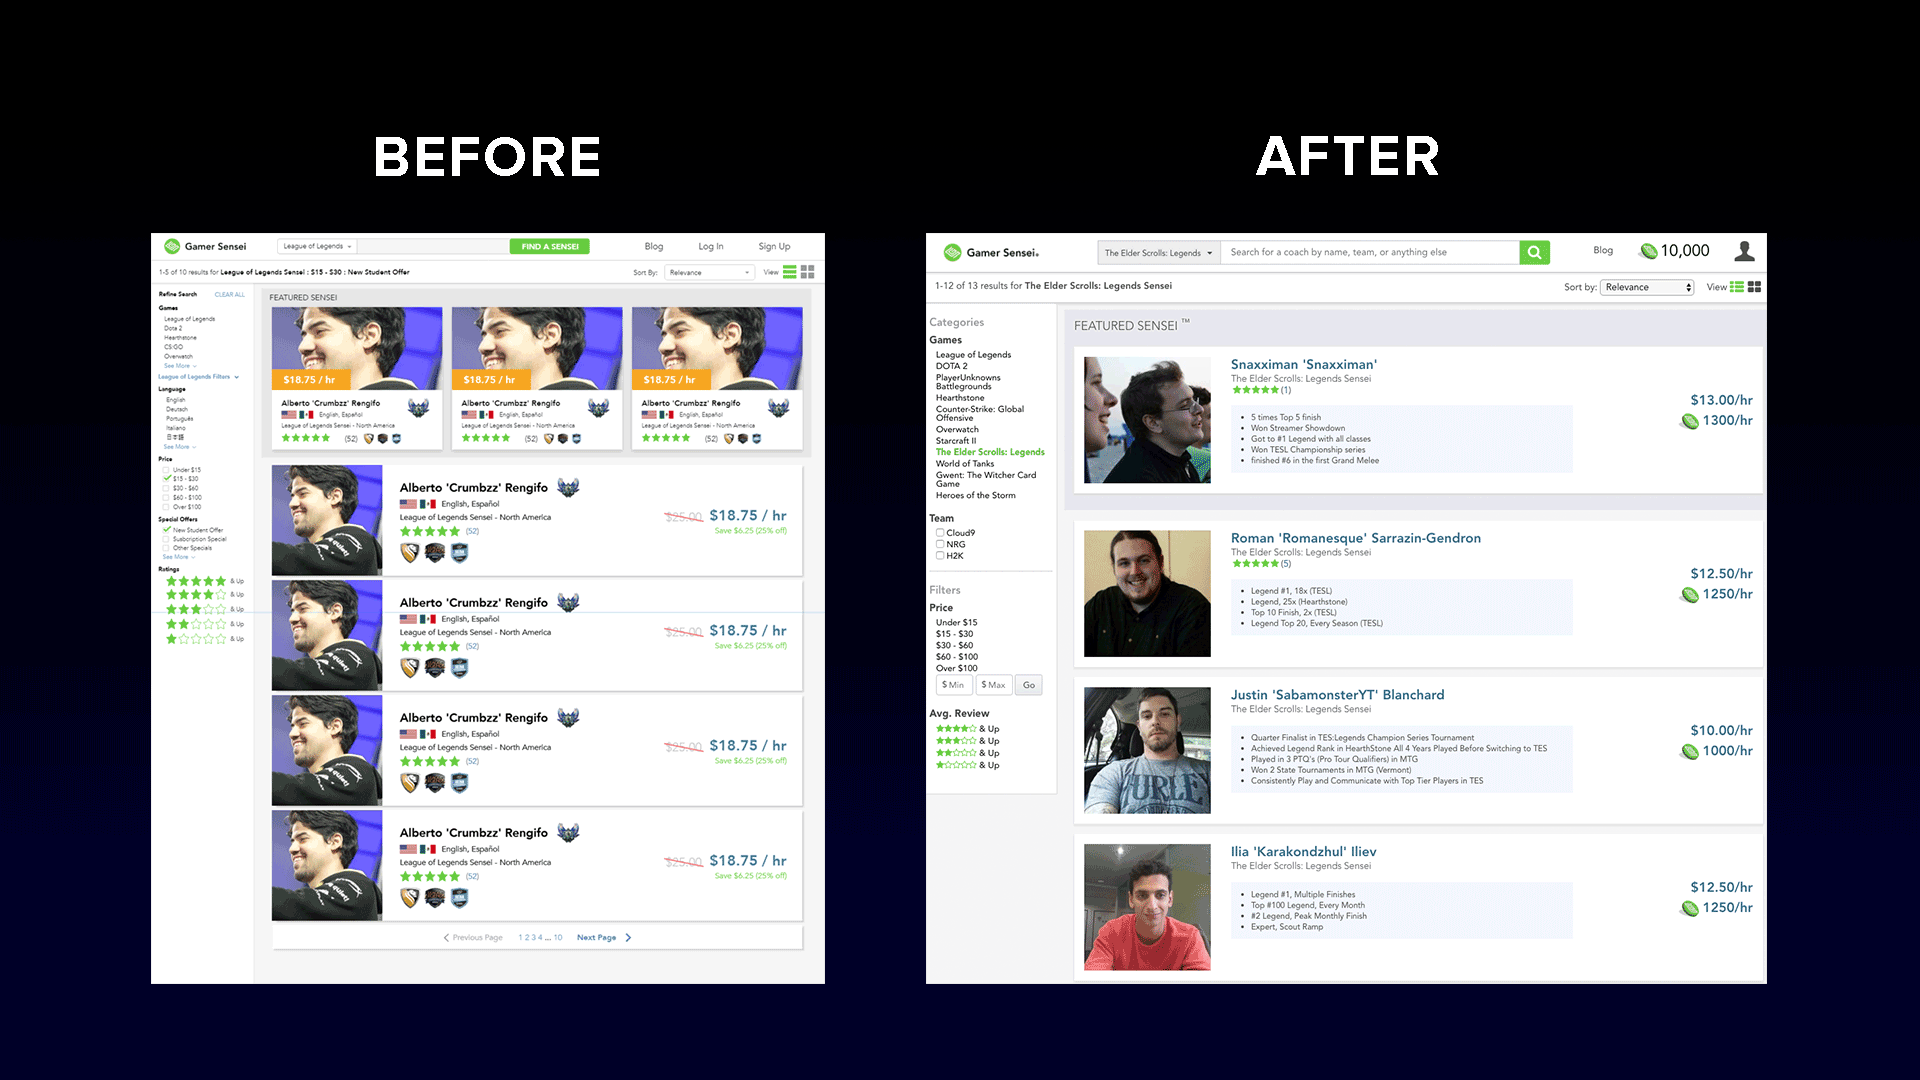 BEFORE
Gamer Sensei
League of Legends
FIND A SENSEI
Blog
Log In
Sign Up
1-5 of 10 results for League of Legends Sensei : $15 - $30 : New Student Offer
Sort By:
Relevance
View
Refine Search
CLEAR ALL
Games
League of Legends
Dota 2
Hearthstone
CS:GO
Overwatch
See More
League of Legends Filters
Language
English
Deutsch
Português
Italiano
日本語
See More
Price
Under $15
$15 - $30
$30 - $60
$60 - $100
Over $100
Special Offers
New Student Offer
Suabcription Special
Other Specials
See More
Ratings
& Up
& Up
& Up
& Up
& Up
FEATURED SENSEI
$18.75 / hr
Alberto 'Crumbzz' Rengifo
English, Español
League of Legends Sensei - North America
(52)
$18.75 / hr
Alberto 'Crumbzz' Rengifo
English, Español
League of Legends Sensei - North America
(52)
$18.75 / hr
Alberto 'Crumbzz' Rengifo
English, Español
League of Legends Sensei - North America
(52)
Alberto 'Crumbzz' Rengifo
English, Español
League of Legends Sensei - North America
(52)
$25.00 $18.75 / hr
Save $6.25 (25% off)
Alberto 'Crumbzz' Rengifo
English, Español
League of Legends Sensei - North America
(52)
$25.00 $18.75 / hr
Save $6.25 (25% off)
Alberto 'Crumbzz' Rengifo
English, Español
League of Legends Sensei - North America
(52)
$25.00 $18.75 / hr
Save $6.25 (25% off)
Alberto 'Crumbzz' Rengifo
English, Español
League of Legends Sensei - North America
(52)
$25.00 $18.75 / hr
Save $6.25 (25% off)
Previous Page 1 2 3 4 ... 10 Next Page
AFTER
Gamer Sensei
The Elder Scrolls: Legends
Search for a coach by name, team, or anything else
Blog
10,000
1-12 of 13 results for The Elder Scrolls: Legends Sensei
Sort by:
Relevance
View
Categories
Games
League of Legends
DOTA 2
PlayerUnknowns
Battlegrounds
Hearthstone
Counter-Strike: Global
Offensive
Overwatch
Starcraft II
The Elder Scrolls: Legends
World of Tanks
Gwent: The Witcher Card
Game
Heroes of the Storm
Team
Cloud9
NRG
H2K
Filters
Price
Under $15
$15 - $30
$30 - $60
$60 - $100
Over $100
$ Min
$ Max
Go
Avg. Review
& Up
& Up
& Up
& Up
FEATURED SENSEI ™
Snaxximan 'Snaxximan'
The Elder Scrolls: Legends Sensei
(1)
5 times Top 5 finish
Won Streamer Showdown
Got to #1 Legend with all classes
Won TESL Championship series
finished #6 in the first Grand Melee
$13.00/hr
1300/hr
Roman 'Romanesque' Sarrazin-Gendron
The Elder Scrolls: Legends Sensei
(5)
Legend #1, 18x (TESL)
Legend, 25x (Hearthstone)
Top 10 Finish, 2x (TESL)
Legend Top 20, Every Season (TESL)
$12.50/hr
1250/hr
Justin 'SabamonsterYT' Blanchard
The Elder Scrolls: Legends Sensei
Quarter Finalist in TES:Legends Champion Series Tournament
Achieved Legend Rank in HearthStone All 4 Years Played Before Switching to TES
Played in 3 PTQ's (Pro Tour Qualifiers) in MTG
Won 2 State Tournaments in MTG (Vermont)
Consistently Play and Communicate with Top Tier Players in TES
$10.00/hr
1000/hr
Ilia 'Karakondzhul' Iliev
The Elder Scrolls: Legends Sensei
Legend #1, Multiple Finishes
Top #100 Legend, Every Month
#2 Legend, Peak Monthly Finish
Expert, Scout Ramp
$12.50/hr
1250/hr